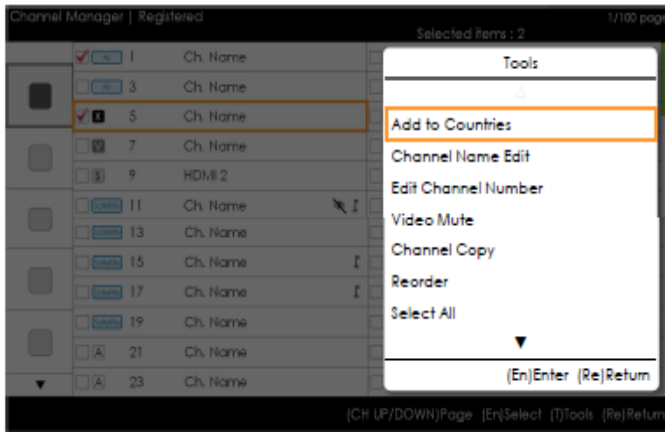 Channel Manager | Registered
1/100 page
Selected items : 2
1 Ch. Name
3 Ch. Name
X 5 Ch. Name
V 7 Ch. Name
S 9 HDMI 2
11 Ch. Name
13 Ch. Name
15 Ch. Name
17 Ch. Name
19 Ch. Name
A 21 Ch. Name
A 23 Ch. Name
Tools
Add to Countries
Channel Name Edit
Edit Channel Number
Video Mute
Channel Copy
Reorder
Select All
(En)Enter (Re)Return
(CH UP/DOWN)Page (En)Select (T)Tools (Re)Return